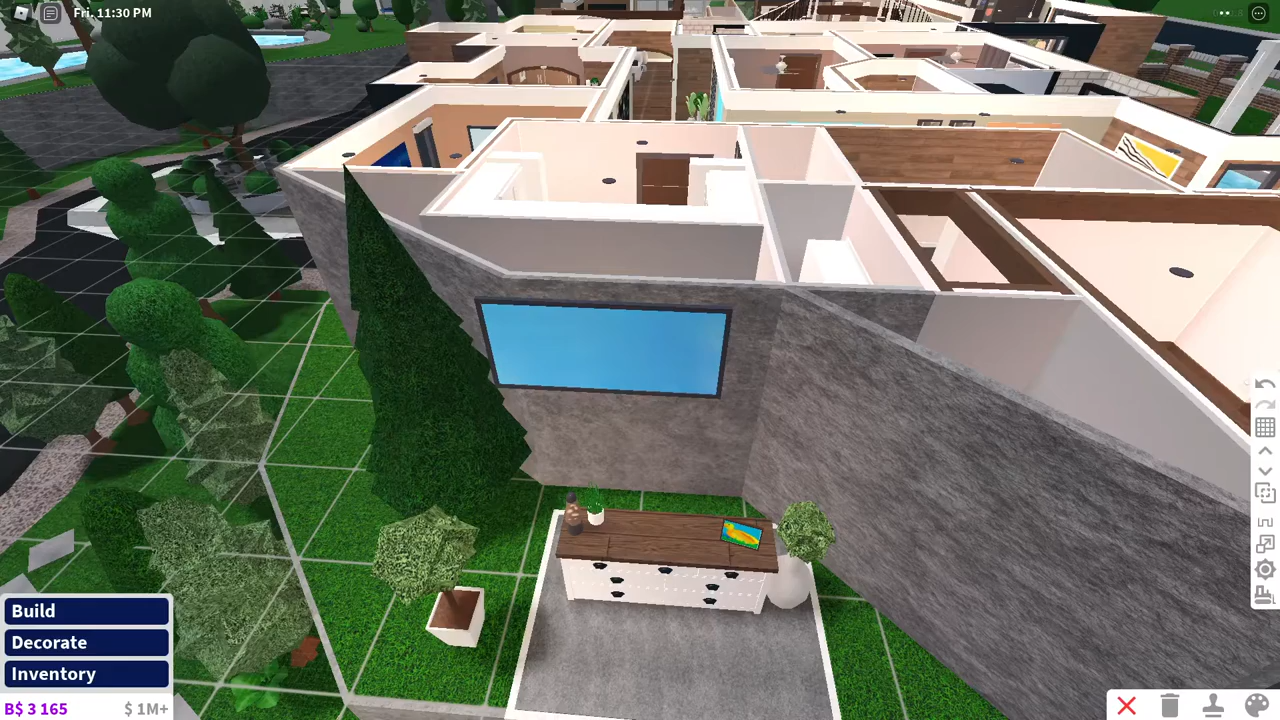 Fri. 11:30 PM
Build
Decorate
Inventory
B$ 3 165
$ 1M+